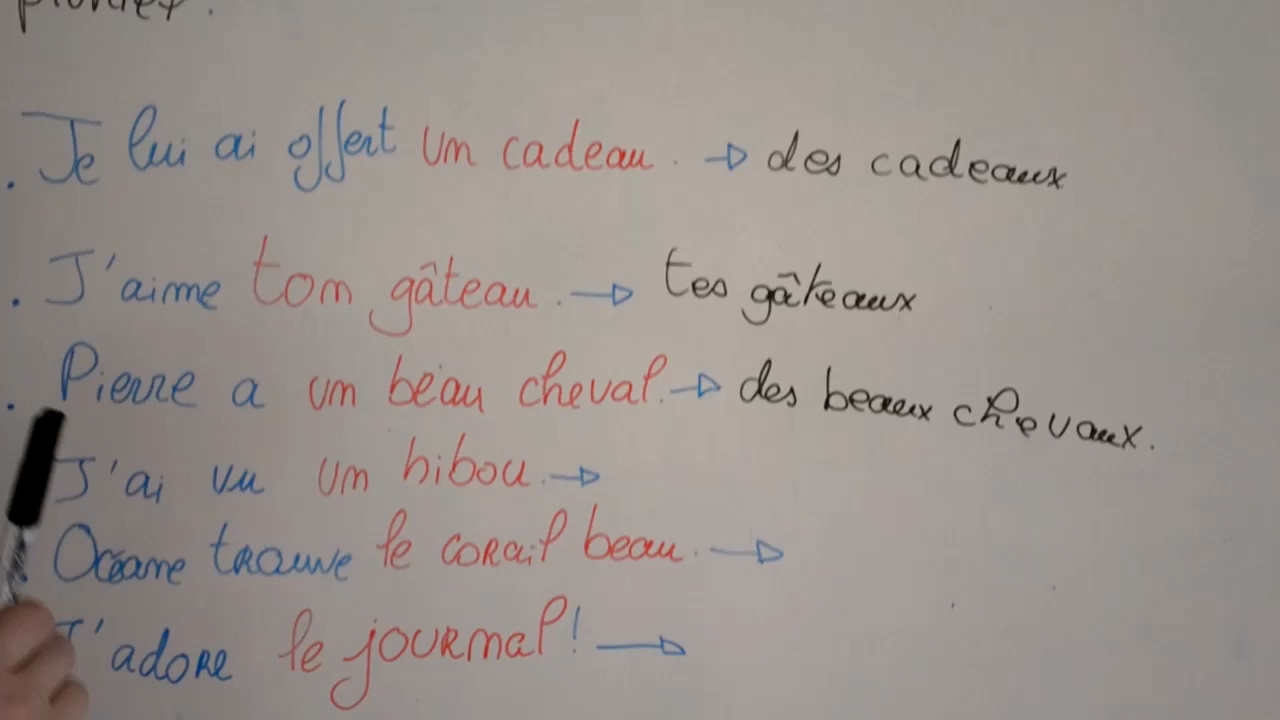 . Je lui ai offert un cadeau. → des cadeaux
. J'aime ton gâteau. → tes gâteaux
. Pierre a un beau cheval. → des beaux chevaux.
J'ai vu un hibou. →
. Océane trouve le corail beau. →
J'adore le journal! →